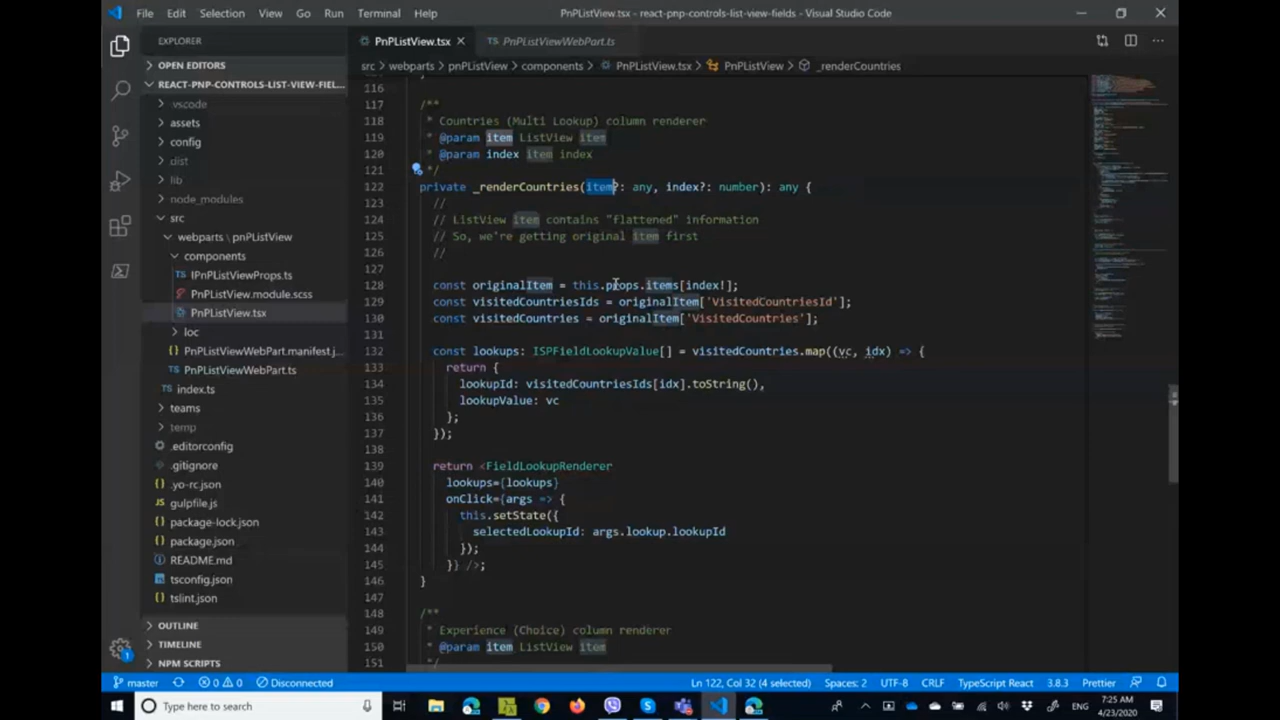 File Edit Selection View Go Run Terminal Help
PnPListView.tsx - react-pnp-controls-list-view-fields - Visual Studio Code
EXPLORER
PnPListView.tsx
TS PnPListViewWebPart.ts
OPEN EDITORS
src > webparts > pnpListView > components > PnPListView.tsx > PnPListView > _renderCountries
REACT-PNP-CONTROLS-LIST-VIEW-FIEL...
.vscode
assets
config
dist
lib
node_modules
src
webparts \ pnpListView
components
TS IPnPListViewProps.ts
PnPListView.module.scss
PnPListView.tsx
loc
{} PnPListViewWebPart.manifest.j...
TS PnPListViewWebPart.ts
TS index.ts
teams
temp
.editorconfig
.gitignore
{} .yo-rc.json
gulpfile.js
package-lock.json
package.json
README.md
tsconfig.json
tslint.json
OUTLINE
TIMELINE
NPM SCRIPTS
116
117 /**
118 * Countries (Multi Lookup) column renderer
119 * @param item ListView item
120 * @param index item index
121 */
122 private _renderCountries(item?: any, index?: number): any {
123 //
124 // ListView item contains "flattened" information
125 // So, we're getting original item first
126 //
127
128 const originalItem = this.props.items[index!];
129 const visitedCountriesIds = originalItem['VisitedCountriesId'];
130 const visitedCountries = originalItem['VisitedCountries'];
131
132 const lookups: ISPFieldLookupValue[] = visitedCountries.map((vc, idx) => {
133 return {
134 lookupId: visitedCountriesIds[idx].toString(),
135 lookupValue: vc
136 };
137 });
138
139 return <FieldLookupRenderer
140 lookups={lookups}
141 onClick={args => {
142 this.setState({
143 selectedLookupId: args.lookup.lookupId
144 });
145 }} />;
146 }
147
148 /**
149 * Experience (Choice) column renderer
150 * @param item ListView item
151 */
master 0 0 Disconnected
Ln 122, Col 32 (4 selected) Spaces: 2 UTF-8 CRLF TypeScript React 3.8.3 Prettier
Type here to search
ENG
7:25 AM
4/23/2020